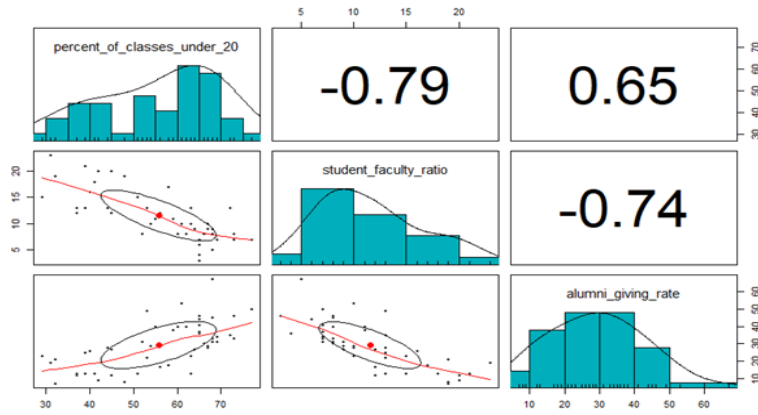 5 10 15 20
percent_of_classes_under_20
-0.79
0.65
30 40 50 60 70
5 10 15 20
student_faculty_ratio
-0.74
alumni_giving_rate
10 20 30 40 50 60
30 40 50 60 70
10 20 30 40 50 60